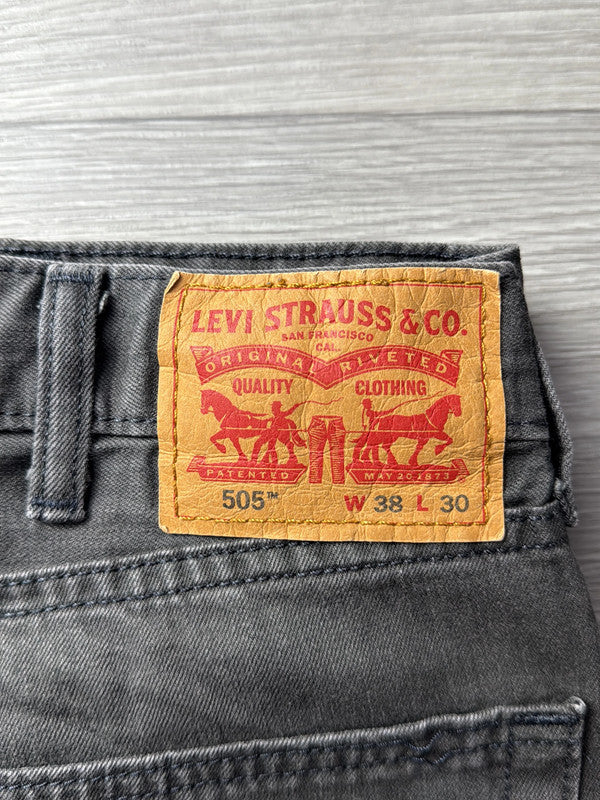 LEVI STRAUSS & CO.
SAN FRANCISCO
CAL.
ORIGINAL RIVETED
QUALITY CLOTHING
PATENTED MAY 20 1873
505™ W 38 L 30